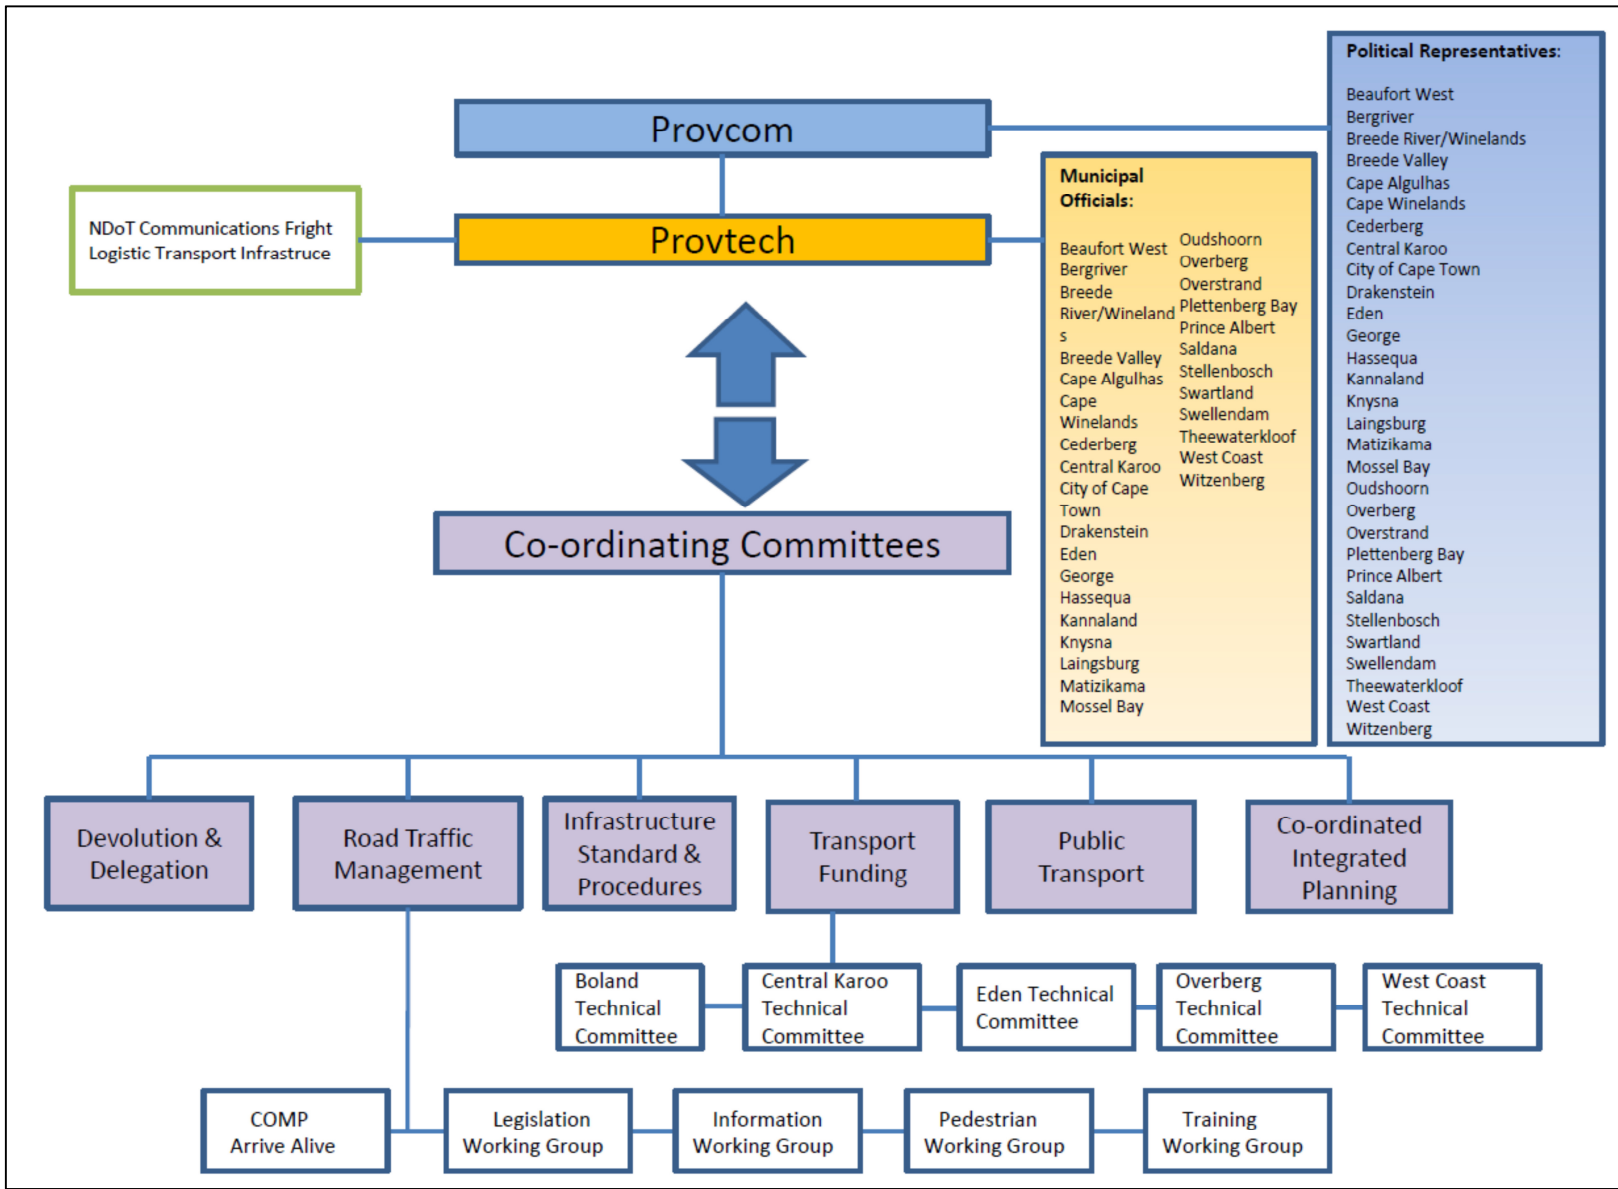 Provcom
Provtech
NDoT Communications Fright
Logistic Transport Infrastruce
Municipal
Officials:
Beaufort West
Bergriver
Breede
River/Wineland
s
Breede Valley
Cape Algulhas
Cape
Winelands
Cederberg
Central Karoo
City of Cape
Town
Drakenstein
Eden
George
Hassequa
Kannaland
Knysna
Laingsburg
Matizikama
Mossel Bay
Oudshoorn
Overberg
Overstrand
Plettenberg Bay
Prince Albert
Saldana
Stellenbosch
Swartland
Swellendam
Theewaterkloof
West Coast
Witzenberg
Political Representatives:
Beaufort West
Bergriver
Breede River/Winelands
Breede Valley
Cape Algulhas
Cape Winelands
Cederberg
Central Karoo
City of Cape Town
Drakenstein
Eden
George
Hassequa
Kannaland
Knysna
Laingsburg
Matizikama
Mossel Bay
Oudshoorn
Overberg
Overstrand
Plettenberg Bay
Prince Albert
Saldana
Stellenbosch
Swartland
Swellendam
Theewaterkloof
West Coast
Witzenberg
Co-ordinating Committees
Devolution &
Delegation
Road Traffic
Management
Infrastructure
Standard &
Procedures
Transport
Funding
Public
Transport
Co-ordinated
Integrated
Planning
Boland
Technical
Committee
Central Karoo
Technical
Committee
Eden Technical
Committee
Overberg
Technical
Committee
West Coast
Technical
Committee
COMP
Arrive Alive
Legislation
Working Group
Information
Working Group
Pedestrian
Working Group
Training
Working Group